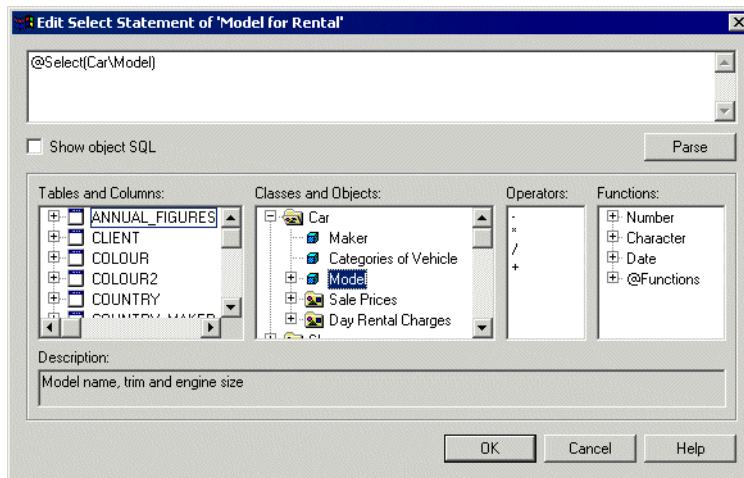 Edit Select Statement of 'Model for Rental'
@Select(Car\Model)
Show object SQL
Parse
Tables and Columns:
ANNUAL_FIGURES
CLIENT
COLOUR
COLOUR2
COUNTRY
COUNTRY_MAKER
Classes and Objects:
Car
Maker
Categories of Vehicle
Model
Sale Prices
Day Rental Charges
Operators:
-
*
/
+
Functions:
Number
Character
Date
@Functions
Description:
Model name, trim and engine size
OK
Cancel
Help